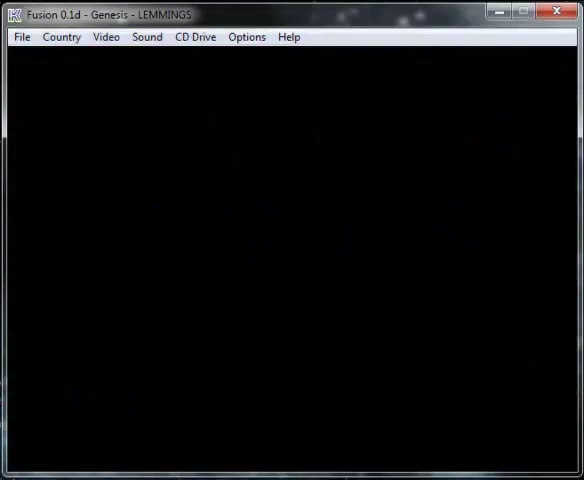 Fusion 0.1d - Genesis - LEMMINGS
File Country Video Sound CD Drive Options Help